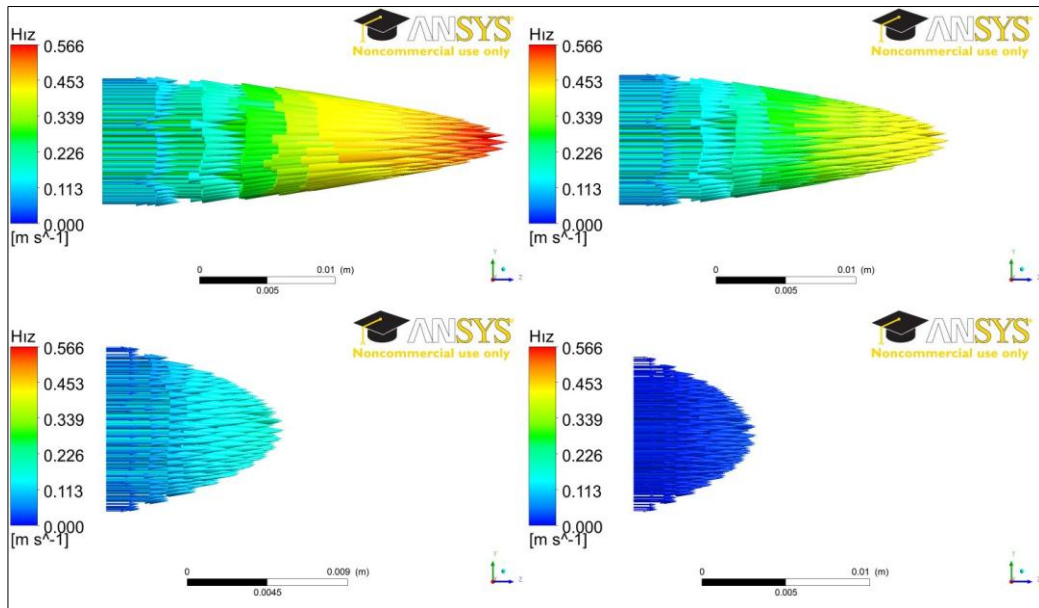 Hız
0.566
0.453
0.339
0.226
0.113
0.000
[m s^-1]
ANSYS
Noncommercial use only
0 0.01 (m)
0.005
Y
Z
Hız
0.566
0.453
0.339
0.226
0.113
0.000
[m s^-1]
ANSYS
Noncommercial use only
0 0.01 (m)
0.005
Y
Z
Hız
0.566
0.453
0.339
0.226
0.113
0.000
[m s^-1]
ANSYS
Noncommercial use only
0 0.009 (m)
0.0045
Y
Z
Hız
0.566
0.453
0.339
0.226
0.113
0.000
[m s^-1]
ANSYS
Noncommercial use only
0 0.01 (m)
0.005
Y
Z